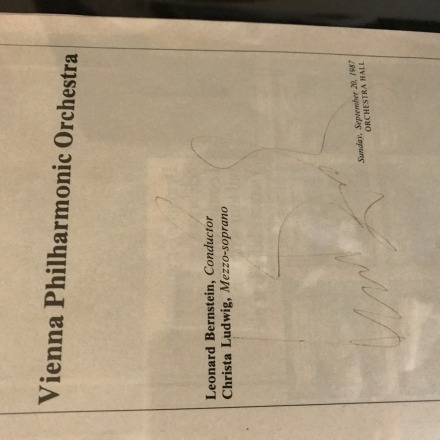 Vienna Philharmonic Orchestra
Leonard Bernstein, Conductor
Christa Ludwig, Mezzo-soprano
Sunday, September 20, 1987
ORCHESTRA HALL